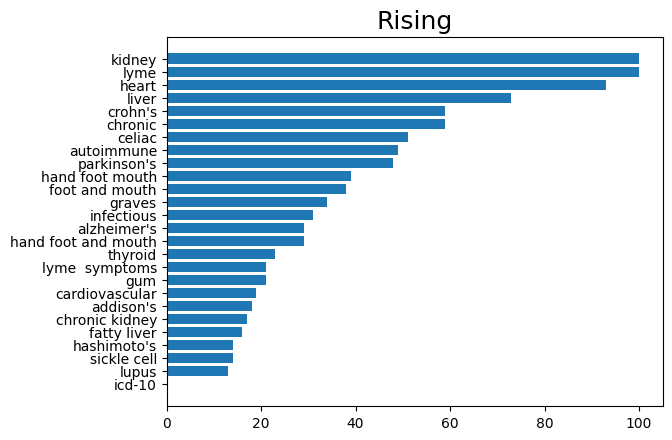 Rising
kidney
lyme
heart
liver
crohn's
chronic
celiac
autoimmune
parkinson's
hand foot mouth
foot and mouth
graves
infectious
alzheimer's
hand foot and mouth
thyroid
lyme  symptoms
gum
cardiovascular
addison's
chronic kidney
fatty liver
hashimoto's
sickle cell
lupus
icd-10
0 20 40 60 80 100